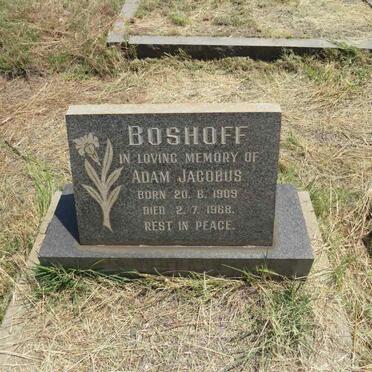 BOSHOFF
IN LOVING MEMORY OF
ADAM JACOBUS
BORN 20. 6. 1909
DIED 2. 7. 1968.
REST IN PEACE.